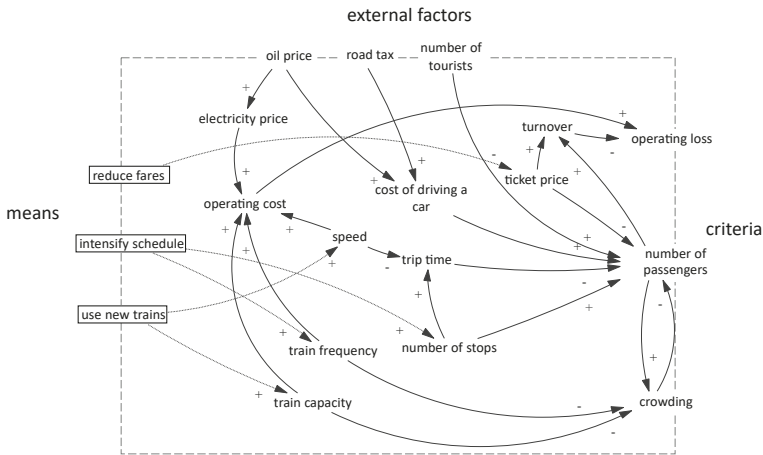 external factors
oil price
road tax
number of
tourists
+
electricity price
+
turnover
operating loss
-
+
-
reduce fares
+
+
ticket price
+
+
cost of driving a
car
operating cost
-
means
criteria
+
+
+
+
intensify schedule
speed
+
+
number of
passengers
+
-
trip time
-
-
use new trains
+
+
+
+
train frequency
number of stops
+
+
train capacity
-
crowding
-